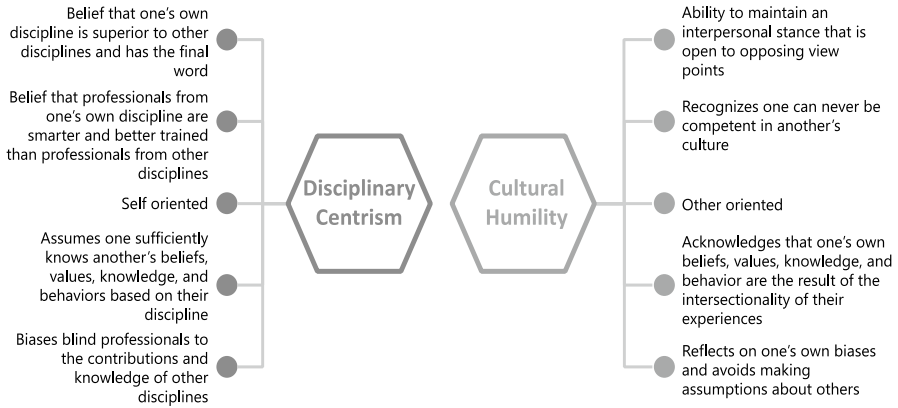 Belief that one's own
discipline is superior to other
disciplines and has the final
word
Belief that professionals from
one's own discipline are
smarter and better trained
than professionals from other
disciplines
Self oriented
Assumes one sufficiently
knows another's beliefs,
values, knowledge, and
behaviors based on their
discipline
Biases blind professionals to
the contributions and
knowledge of other
disciplines
Disciplinary
Centrism
Cultural
Humility
Ability to maintain an
interpersonal stance that is
open to opposing view
points
Recognizes one can never be
competent in another's
culture
Other oriented
Acknowledges that one's own
beliefs, values, knowledge, and
behavior are the result of the
intersectionality of their
experiences
Reflects on one's own biases
and avoids making
assumptions about others